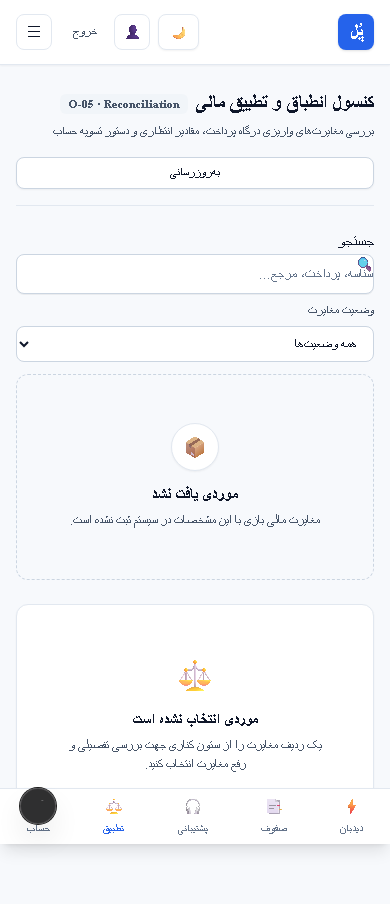 پُل
خروج
کنسول انطباق و تطبیق مالی
O-05 · Reconciliation
بررسی مغایرت‌های واریزی درگاه پرداخت، مقادیر انتظاری و دستور تسویه حساب
به‌روزرسانی
جستجو
شناسه، پرداخت، مرجع...
وضعیت مغایرت
همه وضعیت‌ها
موردی یافت نشد
مغایرت مالی بازی با این مشخصات در سیستم ثبت نشده است.
موردی انتخاب نشده است
یک ردیف مغایرت را از ستون کناری جهت بررسی تفصیلی و
رفع مغایرت انتخاب کنید.
دیدبان
صفوف
پشتیبانی
تطبیق
حساب